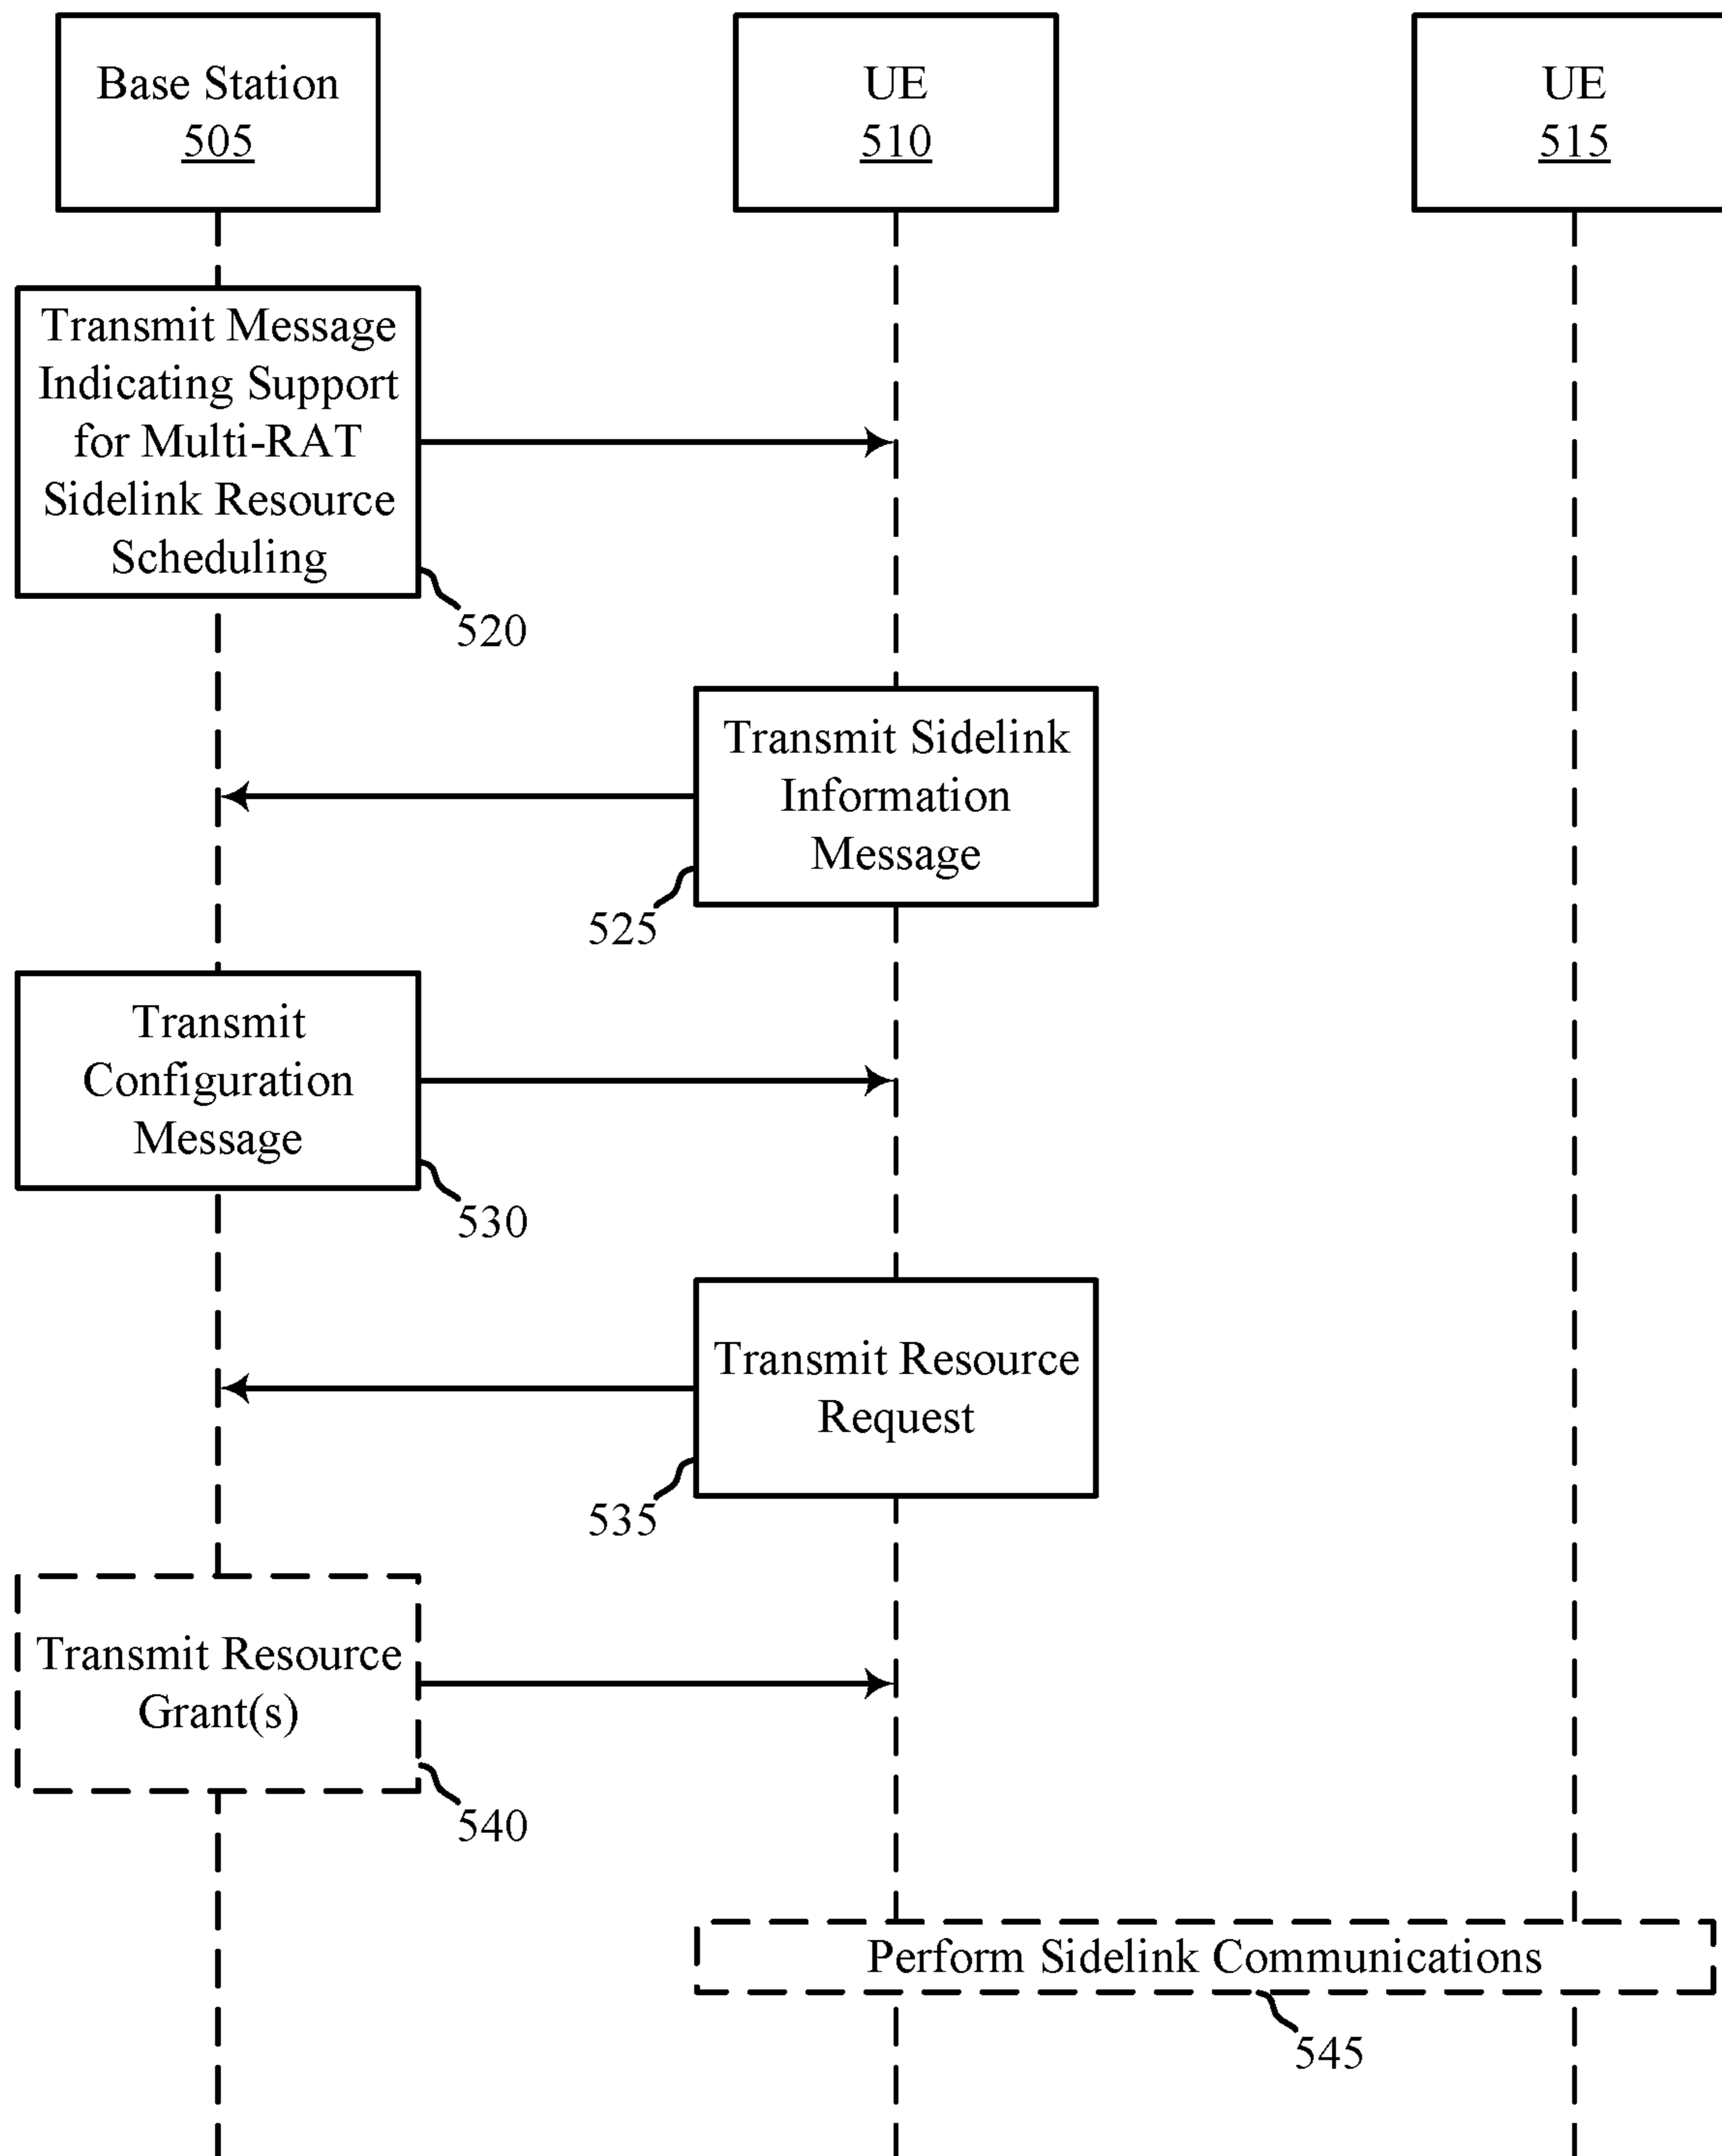 Base Station
505
UE
510
UE
515
Transmit Message
Indicating Support
for Multi-RAT
Sidelink Resource
Scheduling
520
Transmit Sidelink
Information
Message
525
Transmit
Configuration
Message
530
Transmit Resource
Request
535
Transmit Resource
Grant(s)
540
Perform Sidelink Communications
545